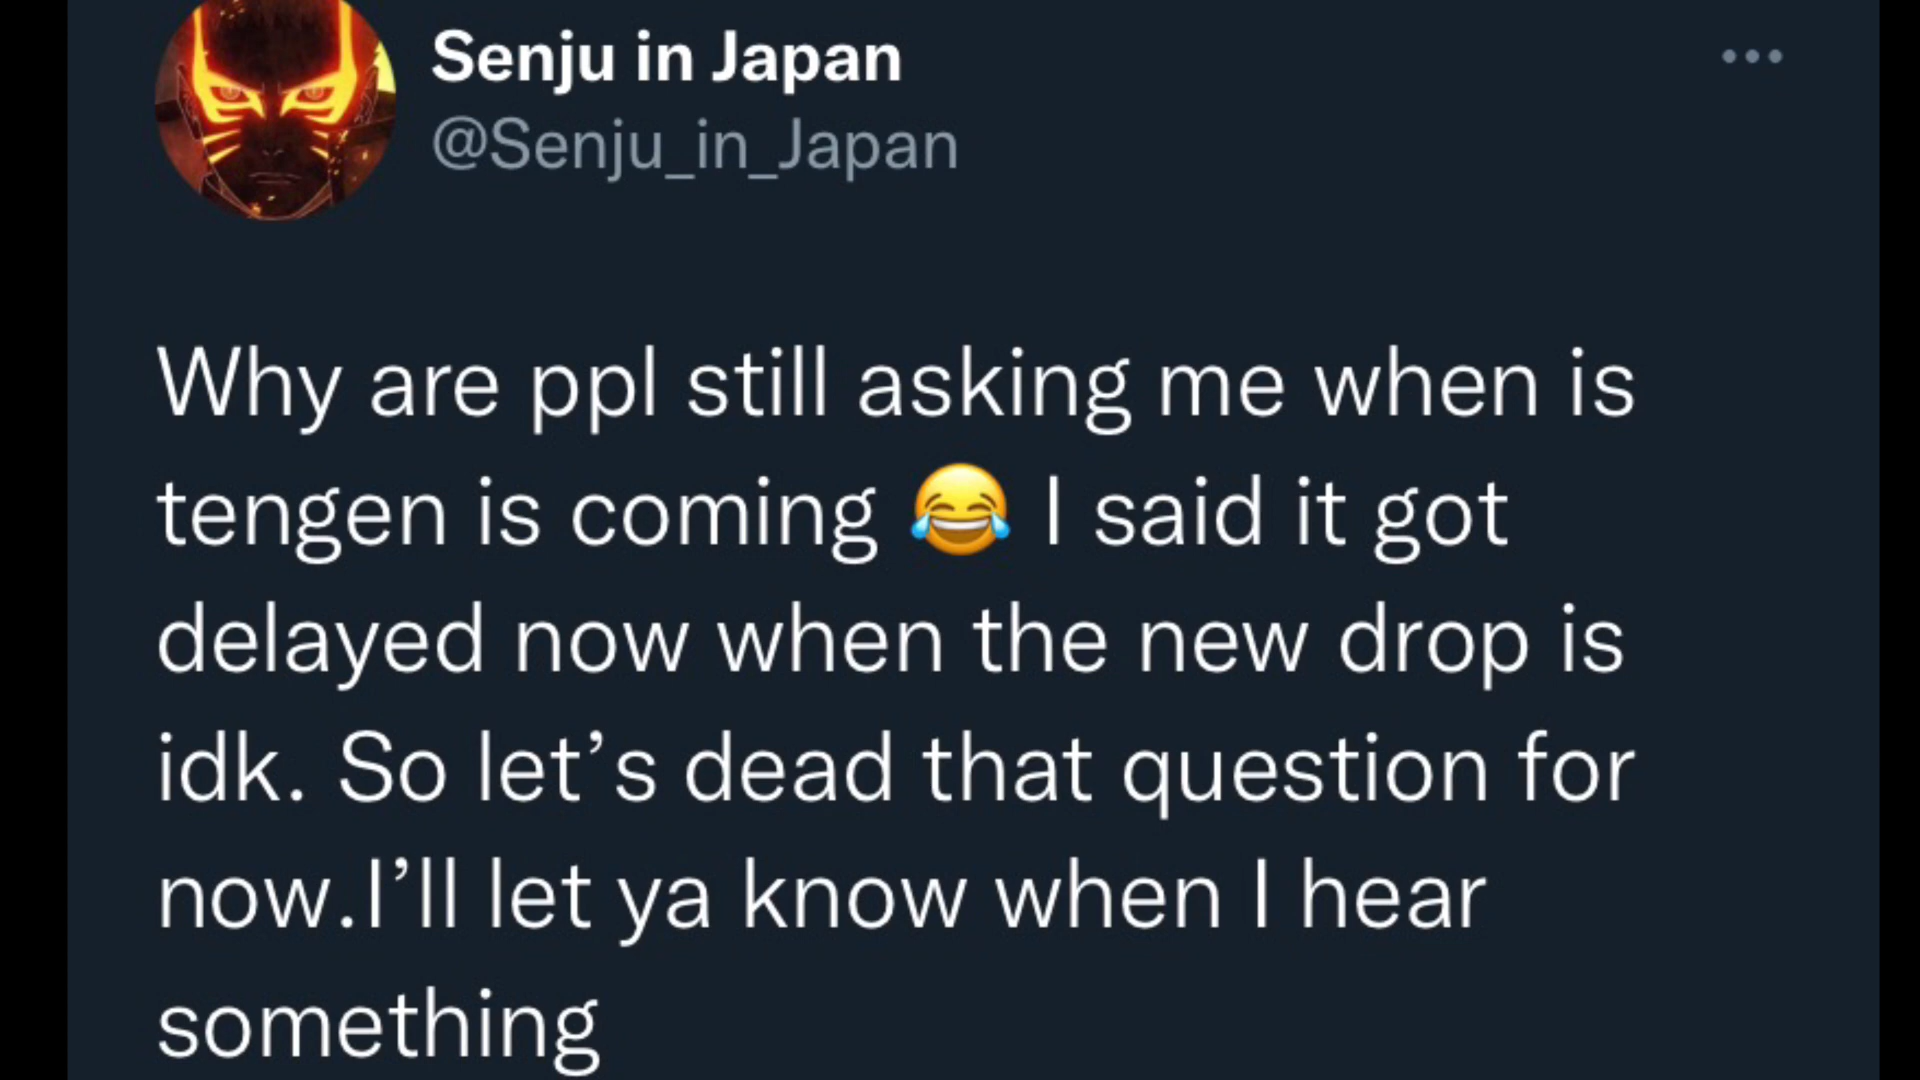 Senju in Japan
@Senju_in_Japan
Why are ppl still asking me when is
tengen is coming 😂 I said it got
delayed now when the new drop is
idk. So let’s dead that question for
now.I’ll let ya know when I hear
something